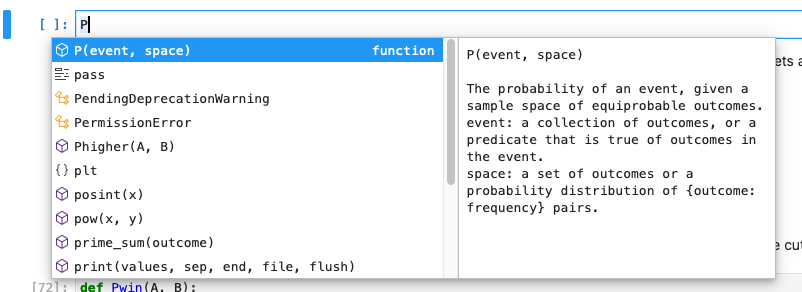 [ ]: P
P(event, space) function
pass
PendingDeprecationWarning
PermissionError
Phigher(A, B)
{} plt
posint(x)
pow(x, y)
prime_sum(outcome)
print(values, sep, end, file, flush)
P(event, space)
The probability of an event, given a
sample space of equiprobable outcomes.
event: a collection of outcomes, or a
predicate that is true of outcomes in
the event.
space: a set of outcomes or a
probability distribution of {outcome:
frequency} pairs.
ets a
e cut
[72]: def Pwin(A, B):